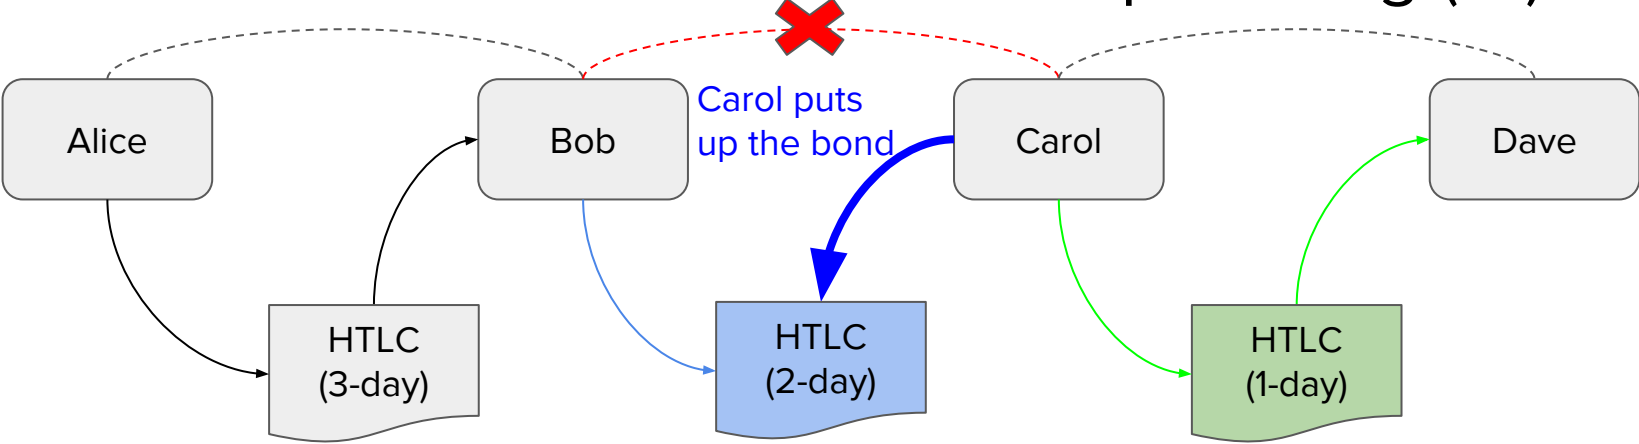 Alice
Bob
Carol puts
up the bond
Carol
Dave
HTLC
(3-day)
HTLC
(2-day)
HTLC
(1-day)